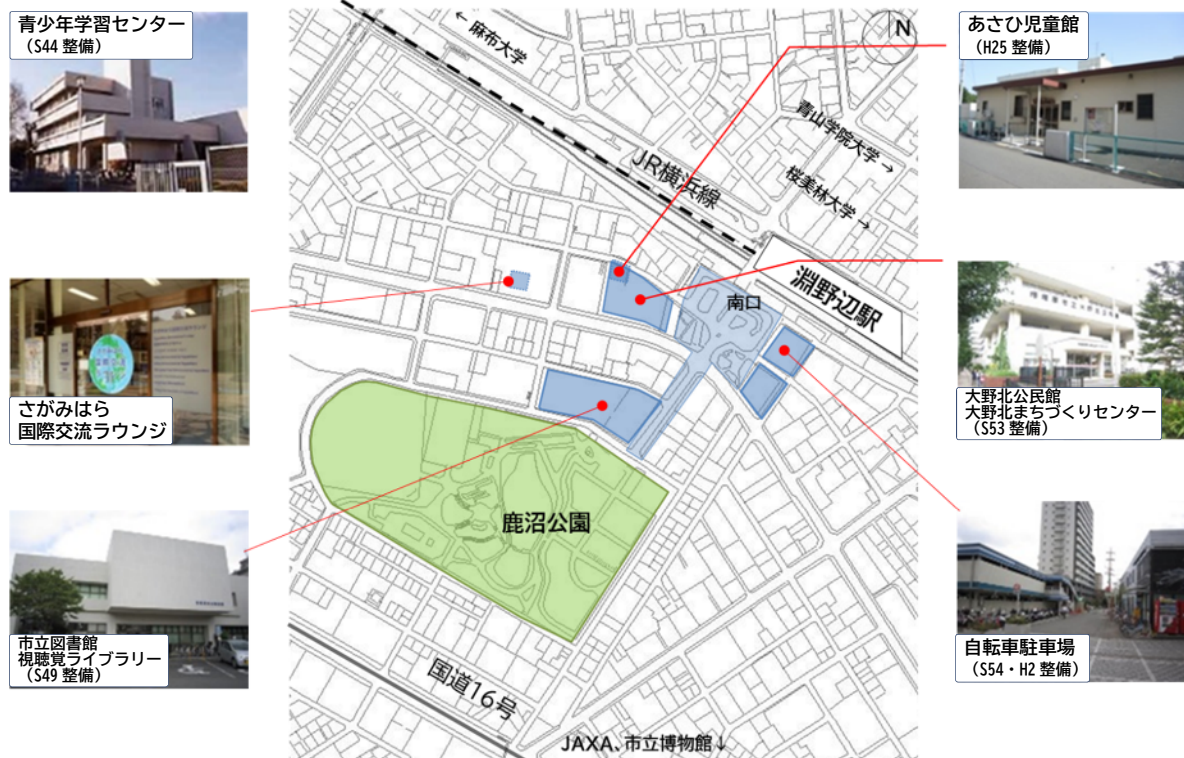 青少年学習センター
（S44 整備）
さがみはら
国際交流ラウンジ
市立図書館
視聴覚ライブラリー
（S49 整備）
← 麻布大学
N
青山学院大学 →
JR横浜線
桜美林大学 →
淵野辺駅
南口
鹿沼公園
国道16号
JAXA、市立博物館↓
あさひ児童館
（H25 整備）
大野北公民館
大野北まちづくりセンター
（S53 整備）
自転車駐車場
（S54・H2 整備）